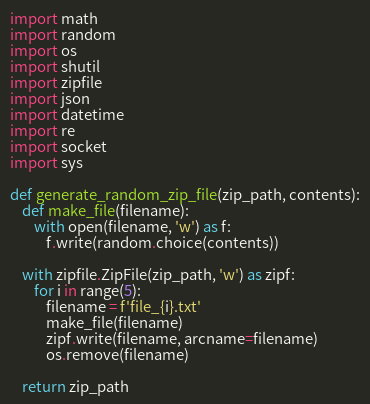 import math
import random
import os
import shutil
import zipfile
import json
import datetime
import re
import socket
import sys

def generate_random_zip_file(zip_path, contents):
    def make_file(filename):
        with open(filename, 'w') as f:
            f.write(random.choice(contents))

    with zipfile.ZipFile(zip_path, 'w') as zipf:
        for i in range(5):
            filename = f'file_{i}.txt'
            make_file(filename)
            zipf.write(filename, arcname=filename)
            os.remove(filename)

    return zip_path